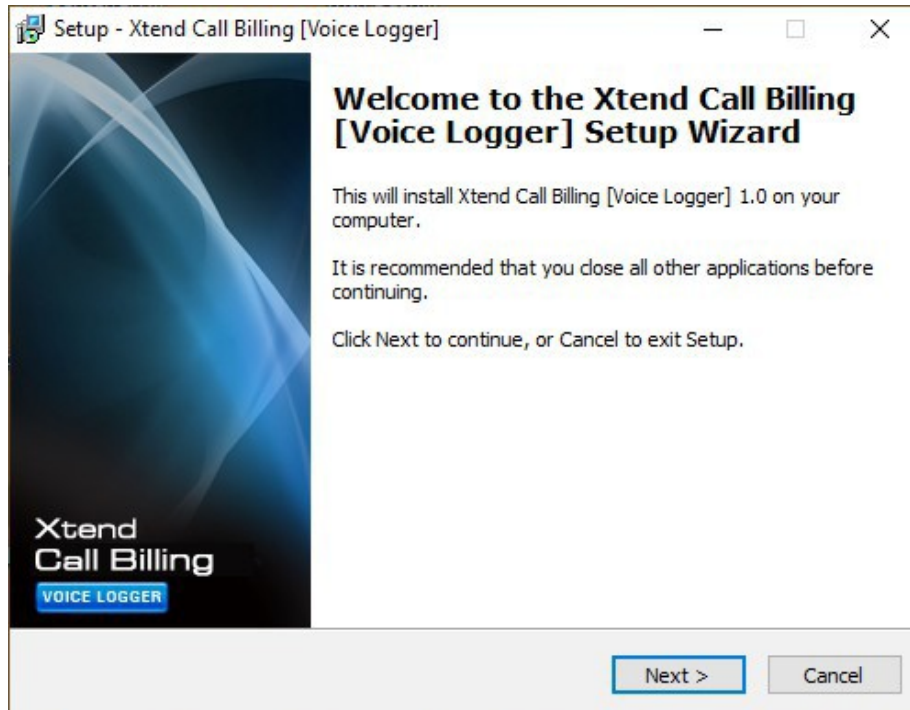 Setup - Xtend Call Billing [Voice Logger]
Welcome to the Xtend Call Billing
[Voice Logger] Setup Wizard
This will install Xtend Call Billing [Voice Logger] 1.0 on your
computer.
It is recommended that you close all other applications before
continuing.
Click Next to continue, or Cancel to exit Setup.
Xtend
Call Billing
VOICE LOGGER
Next >
Cancel